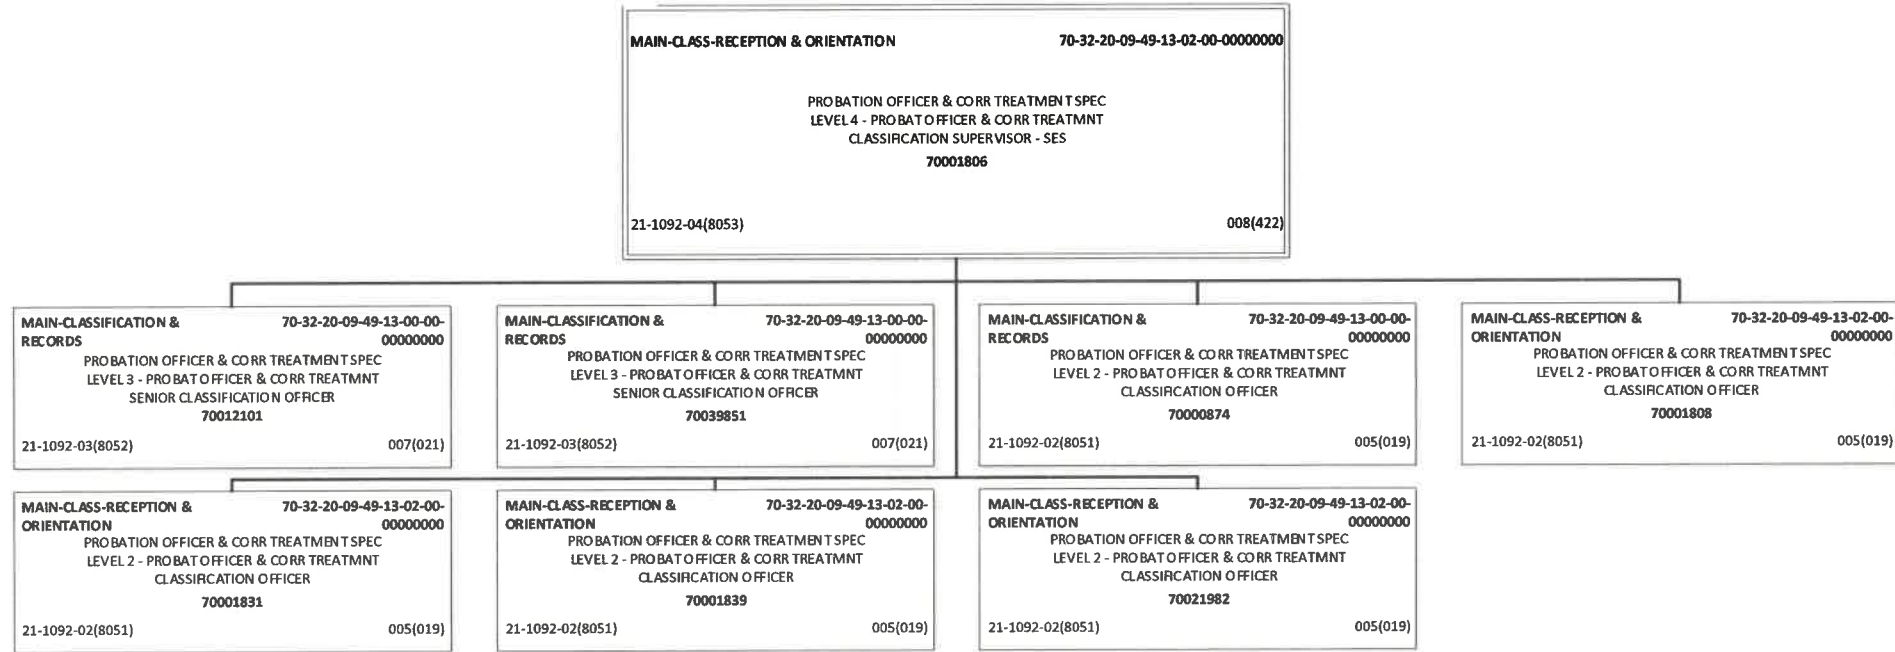 MAIN-CLASS-RECEPTION & ORIENTATION 70-32-20-09-49-13-02-00-00000000
PROBATION OFFICER & CORR TREATMENT SPEC
LEVEL 4 - PROBAT OFFICER & CORR TREATMNT
CLASSIFICATION SUPERVISOR - SES
70001806
21-1092-04(8053) 008(422)
MAIN-CLASSIFICATION & 70-32-20-09-49-13-00-00-
RECORDS 00000000
PROBATION OFFICER & CORR TREATMENT SPEC
LEVEL 3 - PROBAT OFFICER & CORR TREATMNT
SENIOR CLASSIFICATION OFFICER
70012101
21-1092-03(8052) 007(021)
MAIN-CLASSIFICATION & 70-32-20-09-49-13-00-00-
RECORDS 00000000
PROBATION OFFICER & CORR TREATMENT SPEC
LEVEL 3 - PROBAT OFFICER & CORR TREATMNT
SENIOR CLASSIFICATION OFFICER
70039851
21-1092-03(8052) 007(021)
MAIN-CLASSIFICATION & 70-32-20-09-49-13-00-00-
RECORDS 00000000
PROBATION OFFICER & CORR TREATMENT SPEC
LEVEL 2 - PROBAT OFFICER & CORR TREATMNT
CLASSIFICATION OFFICER
70000874
21-1092-02(8051) 005(019)
MAIN-CLASS-RECEPTION & 70-32-20-09-49-13-02-00-
ORIENTATION 00000000
PROBATION OFFICER & CORR TREATMENT SPEC
LEVEL 2 - PROBAT OFFICER & CORR TREATMNT
CLASSIFICATION OFFICER
70001808
21-1092-02(8051) 005(019)
MAIN-CLASS-RECEPTION & 70-32-20-09-49-13-02-00-
ORIENTATION 00000000
PROBATION OFFICER & CORR TREATMENT SPEC
LEVEL 2 - PROBAT OFFICER & CORR TREATMNT
CLASSIFICATION OFFICER
70001831
21-1092-02(8051) 005(019)
MAIN-CLASS-RECEPTION & 70-32-20-09-49-13-02-00-
ORIENTATION 00000000
PROBATION OFFICER & CORR TREATMENT SPEC
LEVEL 2 - PROBAT OFFICER & CORR TREATMNT
CLASSIFICATION OFFICER
70001839
21-1092-02(8051) 005(019)
MAIN-CLASS-RECEPTION & 70-32-20-09-49-13-02-00-
ORIENTATION 00000000
PROBATION OFFICER & CORR TREATMENT SPEC
LEVEL 2 - PROBAT OFFICER & CORR TREATMNT
CLASSIFICATION OFFICER
70021982
21-1092-02(8051) 005(019)